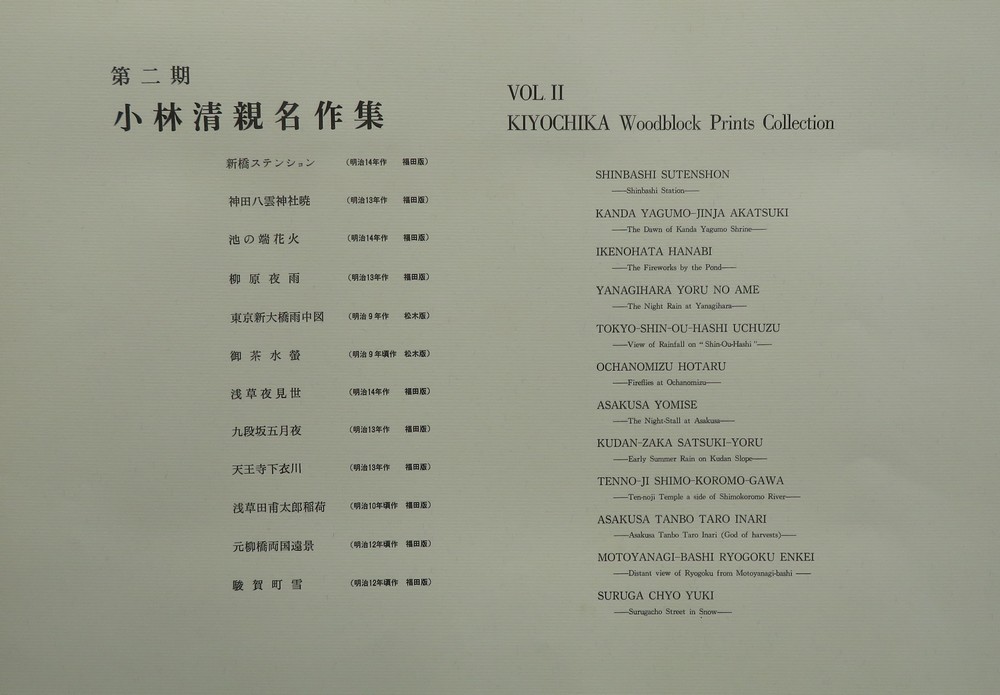 第二期
小林清親名作集
新橋ステンション （明治14年作 福田版）
神田八雲神社暁 （明治13年作 福田版）
池の端花火 （明治14年作 福田版）
柳原夜雨 （明治13年作 福田版）
東京新大橋雨中図 （明治9年作 松木版）
御茶水螢 （明治9年頃作 松木版）
浅草夜見世 （明治14年作 福田版）
九段坂五月夜 （明治13年作 福田版）
天王寺下衣川 （明治13年作 福田版）
浅草田甫太郎稲荷 （明治10年頃作 福田版）
元柳橋両国遠景 （明治12年頃作 福田版）
駿賀町雪 （明治12年頃作 福田版）
VOL II
KIYOCHIKA Woodblock Prints Collection
SHINBASHI SUTENSHON
——Shinbashi Station——
KANDA YAGUMO-JINJA AKATSUKI
——The Dawn of Kanda Yagumo Shrine——
IKENOHATA HANABI
——The Fireworks by the Pond——
YANAGIHARA YORU NO AME
——The Night Rain at Yanagihara——
TOKYO-SHIN-OU-HASHI UCHUZU
——View of Rainfall on “Shin-Ou-Hashi”——
OCHANOMIZU HOTARU
——Fireflies at Ochanomizu——
ASAKUSA YOMISE
——The Night-Stall at Asakusa——
KUDAN-ZAKA SATSUKI-YORU
——Early Summer Rain on Kudan Slope——
TENNO-JI SHIMO-KOROMO-GAWA
——Ten-noji Temple a side of Shimokoromo River——
ASAKUSA TANBO TARO INARI
——Asakusa Tanbo Taro Inari (God of harvests)——
MOTOYANAGI-BASHI RYOGOKU ENKEI
——Distant view of Ryogoku from Motoyanagi-bashi ——
SURUGA CHYO YUKI
——Surugacho Street in Snow——